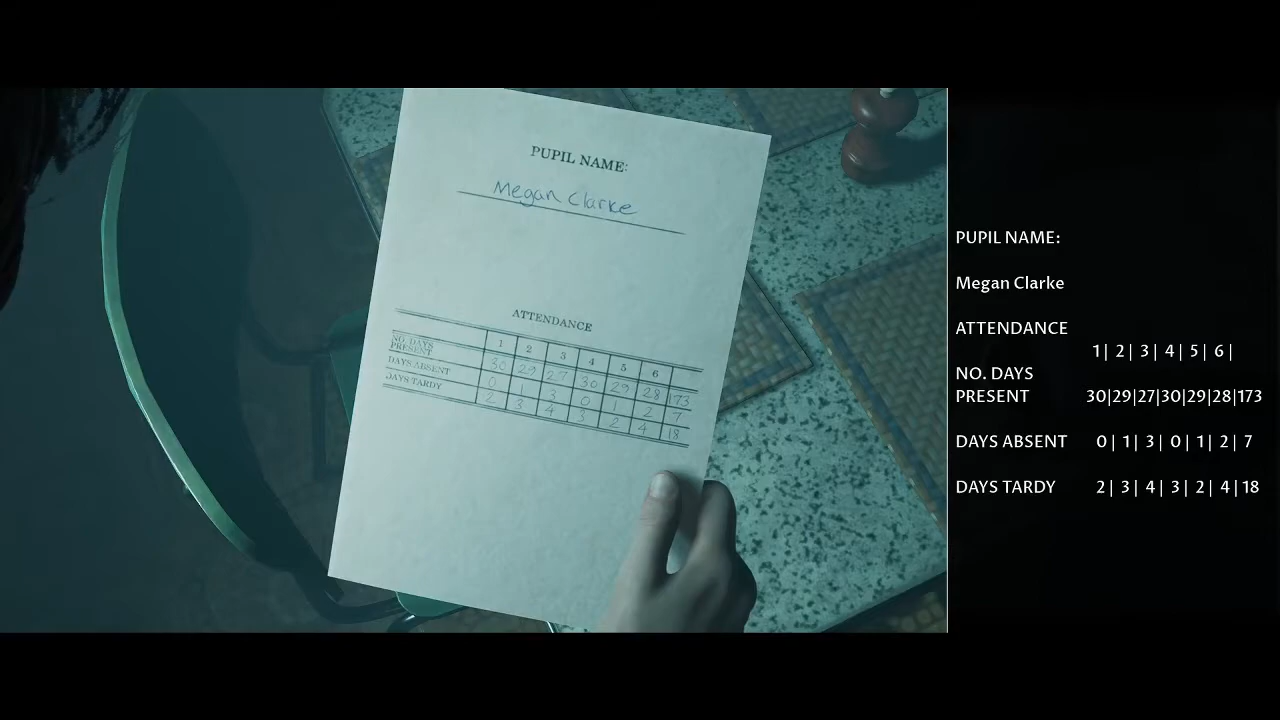 PUPIL NAME:
Megan Clarke
ATTENDANCE
1 2 3 4 5 6
NO. DAYS
PRESENT 30 29 27 30 29 28 173
DAYS ABSENT 0 1 3 0 1 2 7
DAYS TARDY 2 3 4 3 2 4 18
PUPIL NAME:
Megan Clarke
ATTENDANCE
1| 2| 3| 4| 5| 6|
NO. DAYS
PRESENT 30|29|27|30|29|28|173
DAYS ABSENT 0| 1| 3| 0| 1| 2| 7
DAYS TARDY 2| 3| 4| 3| 2| 4|18